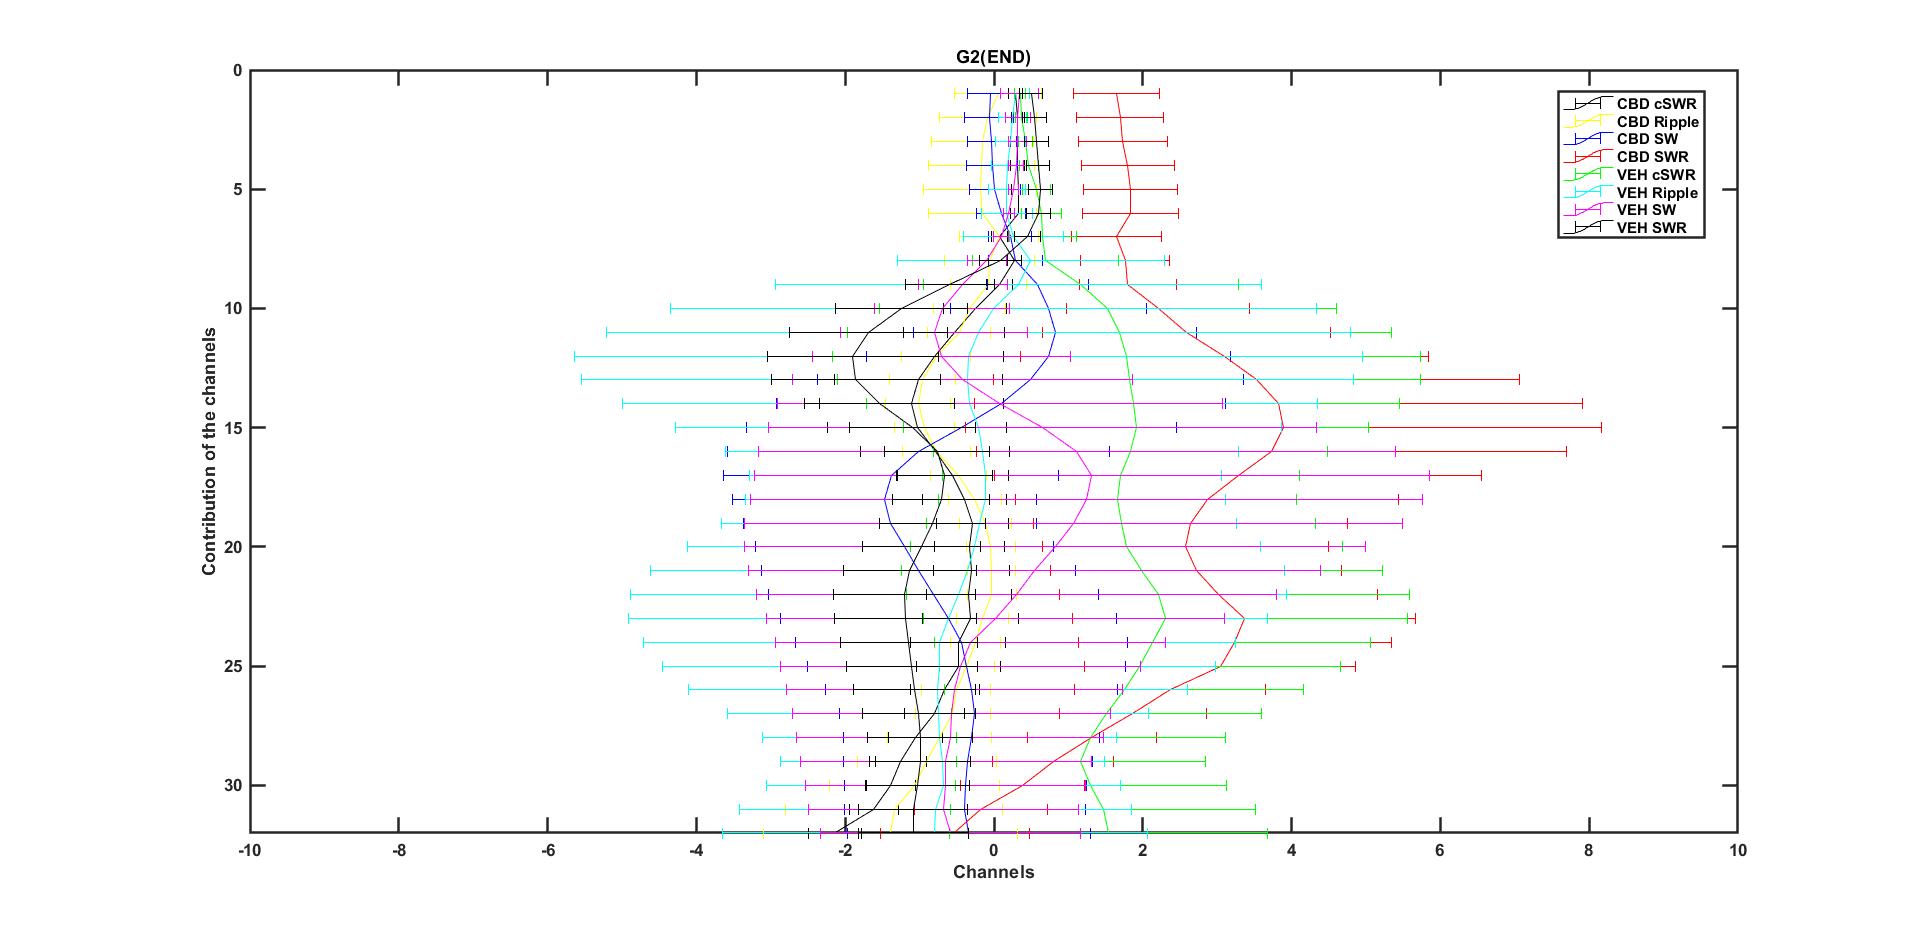 G2(END)
0
5
10
15
20
25
30
Contribution of the channels
-10 -8 -6 -4 -2 0 2 4 6 8 10
Channels
CBD cSWR
CBD Ripple
CBD SW
CBD SWR
VEH cSWR
VEH Ripple
VEH SW
VEH SWR